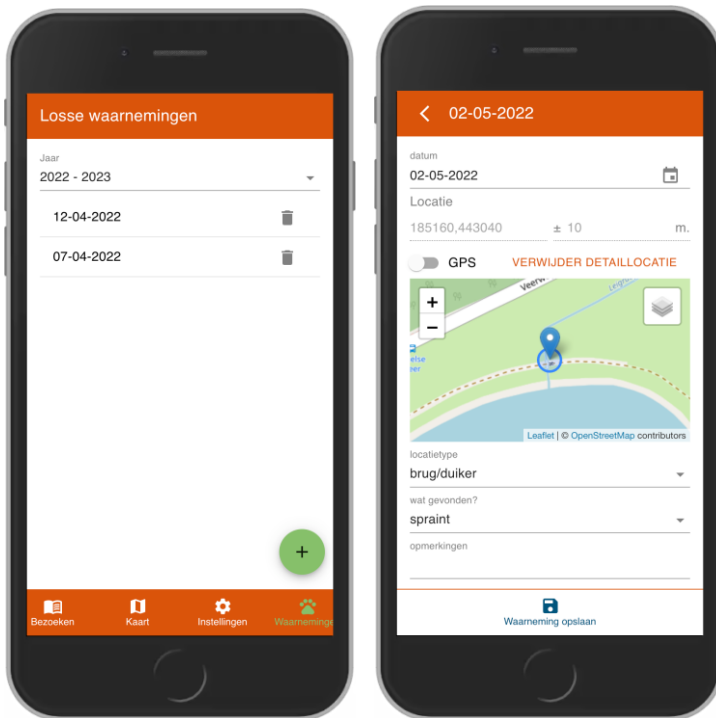 Losse waarnemingen
Jaar
2022 - 2023
12-04-2022
07-04-2022
+
Bezoeken
Kaart
Instellingen
Waarneminge
02-05-2022
datum
02-05-2022
Locatie
185160,443040 ± 10 m.
GPS VERWIJDER DETAILLOCATIE
+
−
Leaflet | © OpenStreetMap contributors
locatietype
brug/duiker
wat gevonden?
spraint
opmerkingen
Waarneming opslaan